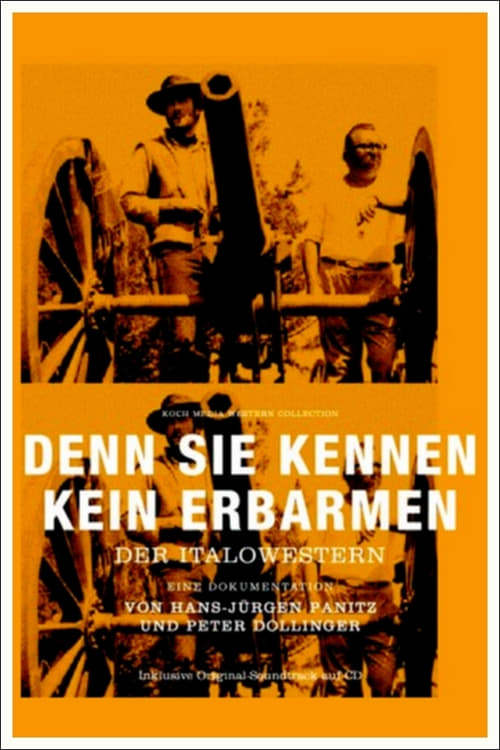 KOCH MEDIA WESTERN COLLECTION
DENN SIE KENNEN
KEIN ERBARMEN
DER ITALOWESTERN
EINE DOKUMENTATION
VON HANS-JÜRGEN PANITZ
UND PETER DOLLINGER
Inklusive Original Soundtrack auf CD